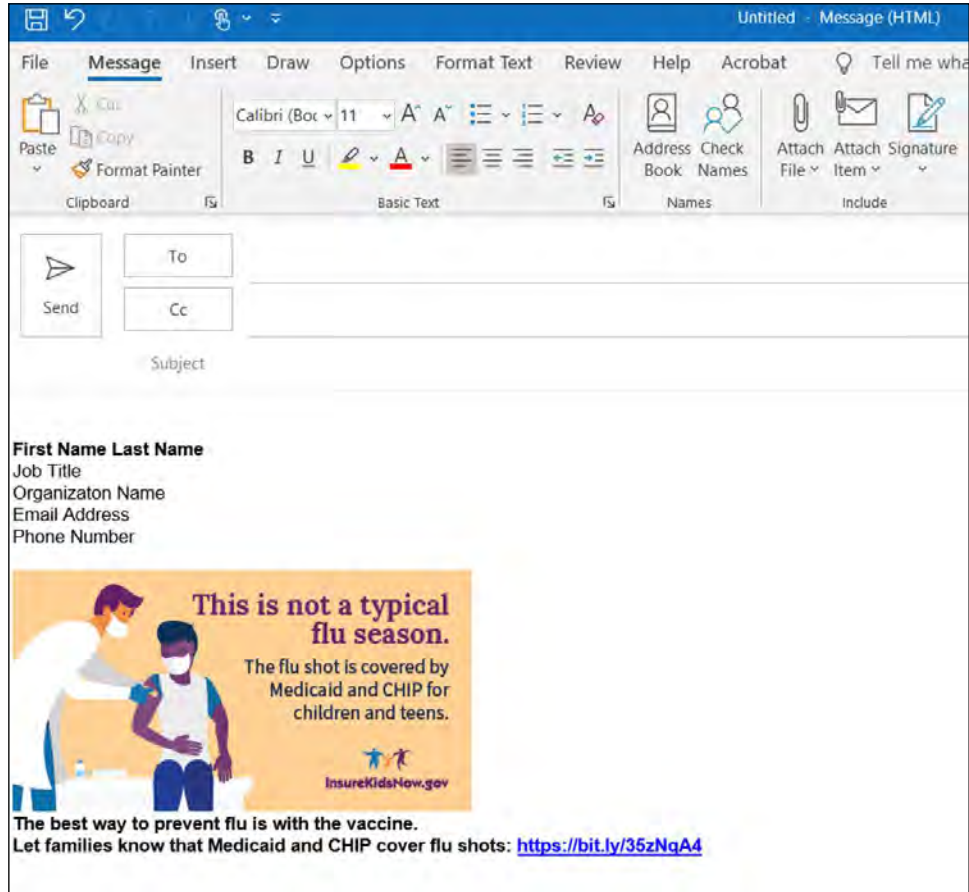 Untitled - Message (HTML)
File Message Insert Draw Options Format Text Review Help Acrobat Tell me wha
Paste
Cut
Copy
Format Painter
Clipboard
Calibri (Boc 11
B I U
Basic Text
Address Book
Check Names
Names
Attach File
Attach Item
Signature
Include
Send
To
Cc
Subject
First Name Last Name
Job Title
Organizaton Name
Email Address
Phone Number
This is not a typical
flu season.
The flu shot is covered by
Medicaid and CHIP for
children and teens.
InsureKidsNow.gov
The best way to prevent flu is with the vaccine.
Let families know that Medicaid and CHIP cover flu shots: https://bit.ly/35zNqA4